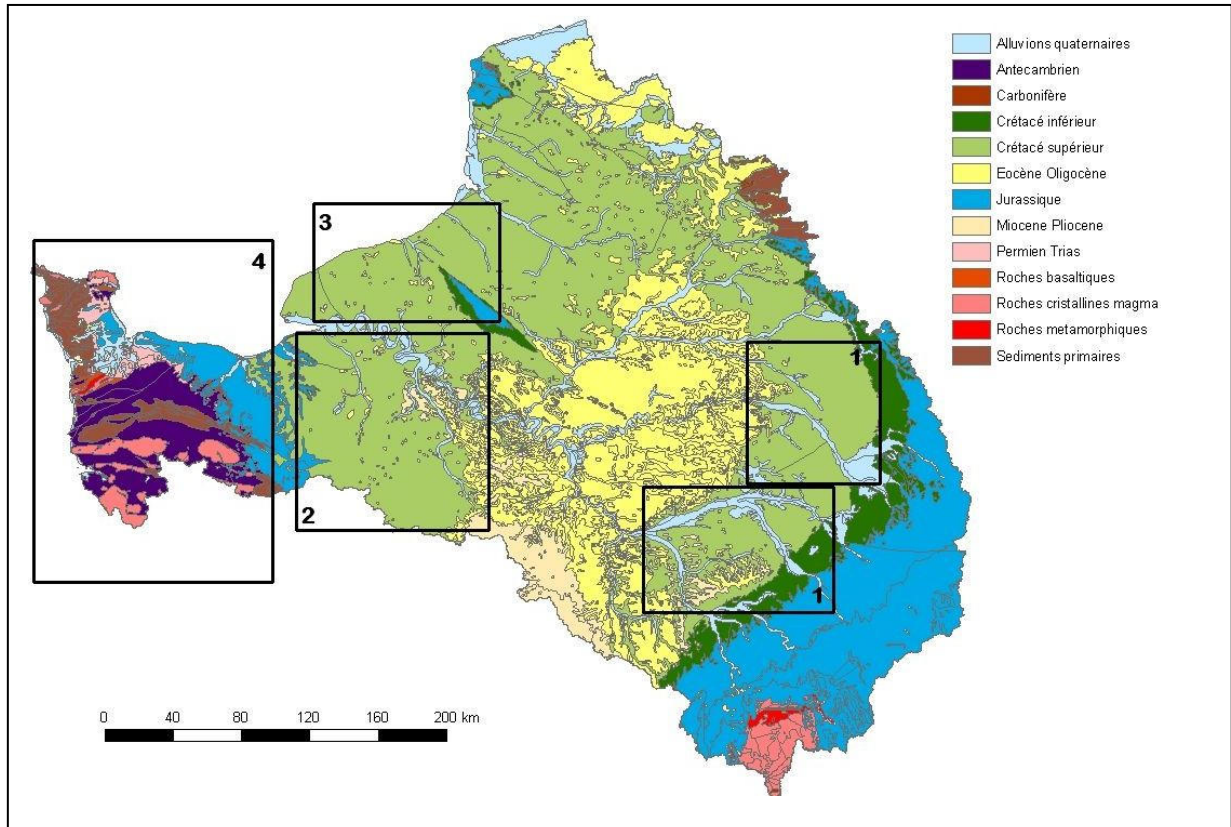 Alluvions quaternaires
Antecambrien
Carbonifère
Crétacé inférieur
Crétacé supérieur
Eocène Oligocène
Jurassique
Miocene Pliocene
Permien Trias
Roches basaltiques
Roches cristallines magma
Roches metamorphiques
Sediments primaires
3
4
1
2
1
0 40 80 120 160 200 km